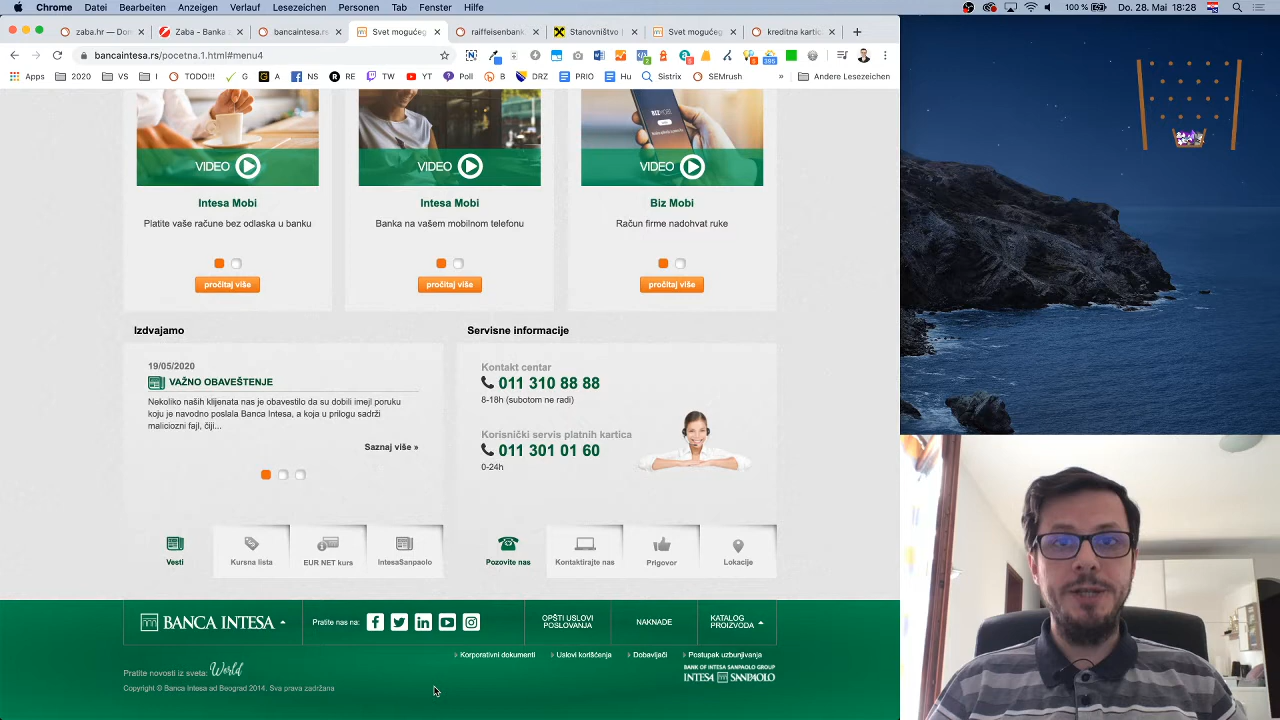 Chrome Ablage Bearbeiten Anzeigen Verlauf Lesezeichen Personen Tab Fenster Hilfe
100 % Do. 28. Mai 18:28
zaba.hr — Dom
Zaba - Banka
bancaintesa.rs
Svet mogućeg
raiffeisenbank
Stanovništvo
Svet mogućeg
kreditna kartic
bancaintesa.rs/pocetna.1.html#menu4
Apps 2020 VS I TODO!!! G NS RE TW YT Poll B DRZ PRIO Hu Sistrix SEMrush » Andere Lesezeichen
VIDEO
VIDEO
BIZMOBI
VIDEO
Intesa Mobi
Platite vaše račune bez odlaska u banku
pročitaj više
Intesa Mobi
Banka na vašem mobilnom telefonu
pročitaj više
Biz Mobi
Račun firme nadohvat ruke
pročitaj više
Izdvajamo
19/05/2020
VAŽNO OBAVEŠTENJE
Nekoliko naših klijenata nas je obavestilo da su dobili imejl poruku
koju je navodno poslala Banca Intesa, a koja u prilogu sadrži
maliciozni fajl, čiji...
Saznaj više »
Vesti
Kursna lista
EUR NET kurs
IntesaSanpaolo
Servisne informacije
Kontakt centar
011 310 88 88
8-18h (subotom ne radi)
Korisnički servis platnih kartica
011 301 01 60
0-24h
Pozovite nas
Kontaktirajte nas
Prigovor
Lokacije
BANCA INTESA
Pratite nas na:
OPŠTI USLOVI
POSLOVANJA
NAKNADE
KATALOG
PROIZVODA
Korporativni dokumenti
Uslovi korišćenja
Dobavljači
Postupak uzbunjivanja
Pratite novosti iz sveta: World
BANK OF INTESA SANPAOLO GROUP
INTESA SANPAOLO
Copyright © Banca Intesa ad Beograd 2014. Sva prava zadržana